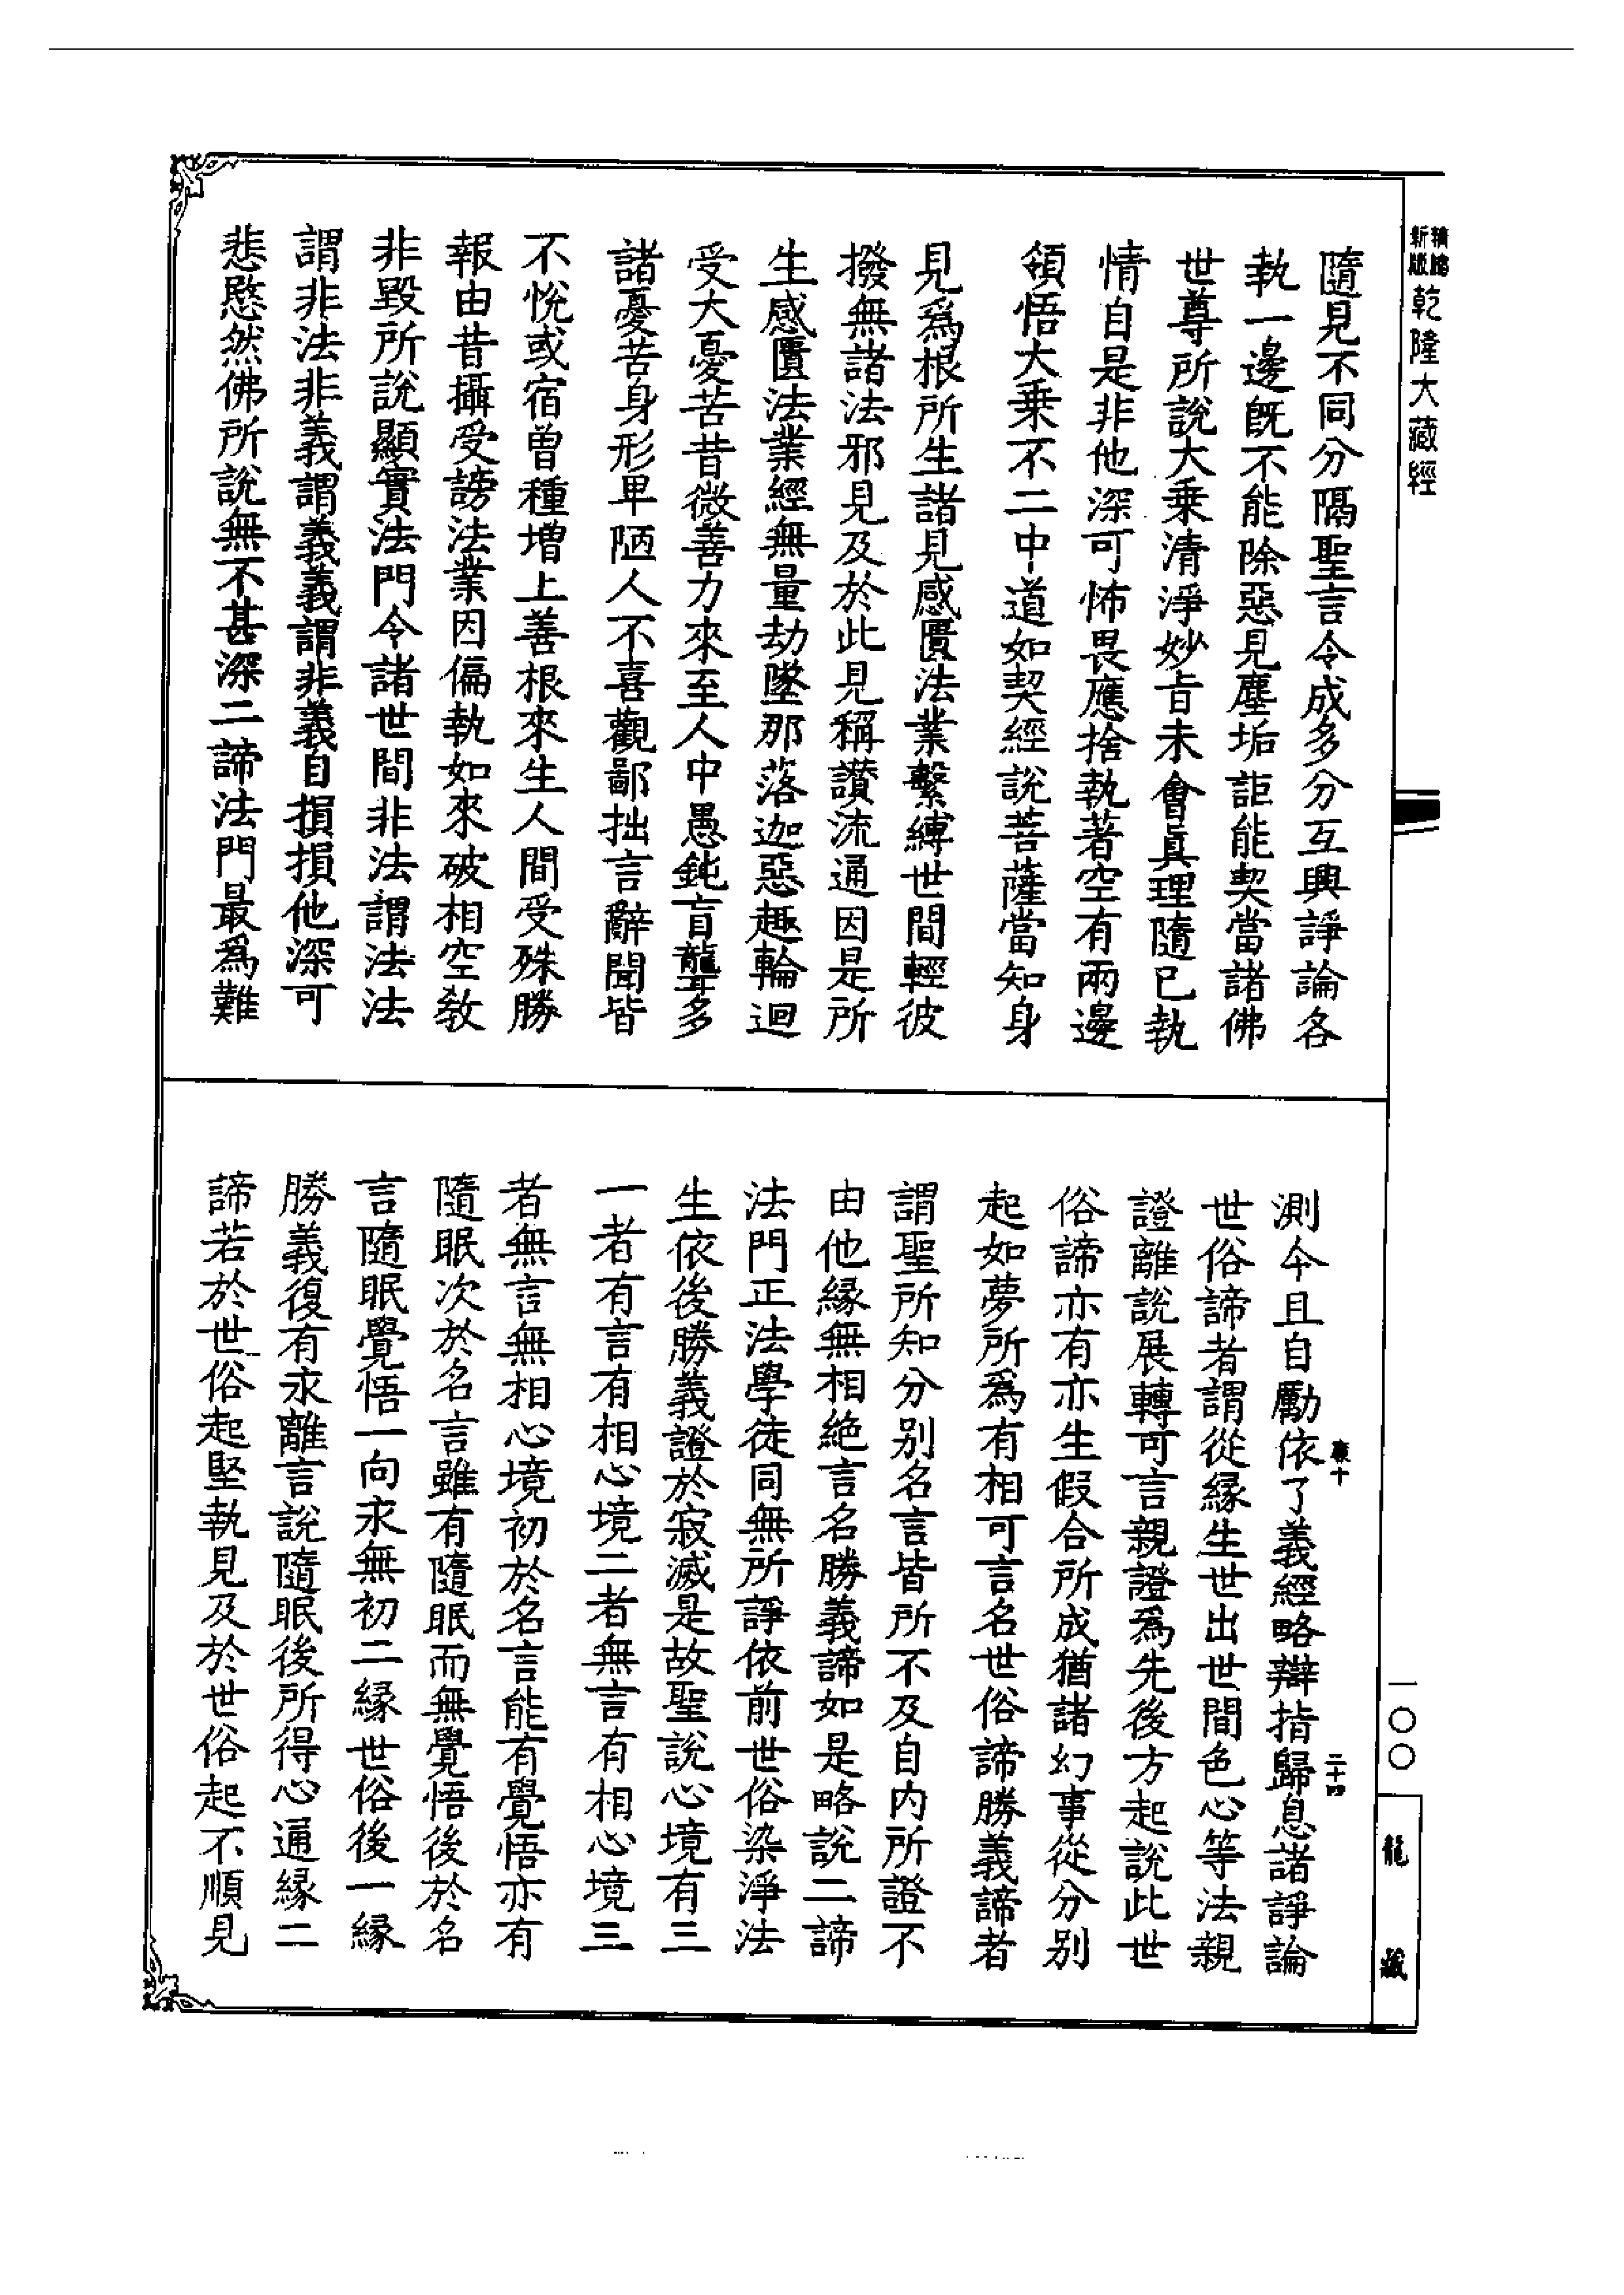 新版精縮乾隆大藏經
隨見不同分隔聖言令成多分互興諍論各
執一邊旣不能除惡見塵垢詎能契當諸佛
世尊所說大乘清淨妙旨未會眞理隨已執
情自是非他深可怖畏應捨執著空有兩邊
領悟大乘不二中道如契經說菩薩當知身
見爲根所生諸見感匱法業繫縛世間輕彼
撥無諸法邪見及於此見稱讚流通因是所
生感匱法業經無量劫墜那落迦惡趣輪迴
受大憂苦昔微善力來至人中愚鈍盲聾多
諸憂苦身形卑陋人不喜觀鄙拙言辭聞皆
不悅或宿曾種增上善根來生人間受殊勝
報由昔攝受謗法業因偏執如來破相空教
非毀所說顯實法門令諸世間非法謂法法
謂非法非義謂義義謂非義自損損他深可
悲愍然佛所說無不甚深二諦法門最爲難
測今且自勵依了義經略辯指歸息諸諍論
世俗諦者謂從緣生世出世間色心等法親
證離說展轉可言親證爲先後方起說此世
俗諦亦有亦生假合所成猶諸幻事從分別
起如夢所爲有相可言名世俗諦勝義諦者
謂聖所知分別名言皆所不及自内所證不
由他緣無相絶言名勝義諦如是略說二諦
法門正法學徒同無所諍依前世俗染淨法
生依後勝義證於寂滅是故聖說心境有三
一者有言有相心境二者無言有相心境三
者無言無相心境初於名言能有覺悟亦有
隨眠次於名言雖有隨眠而無覺悟後於名
言隨眠覺悟一向永無初二緣世俗後一緣
勝義復有永離言說隨眠後所得心通緣二
諦若於世俗起堅執見及於世俗起不順見
十
二十四
一〇〇
龍藏